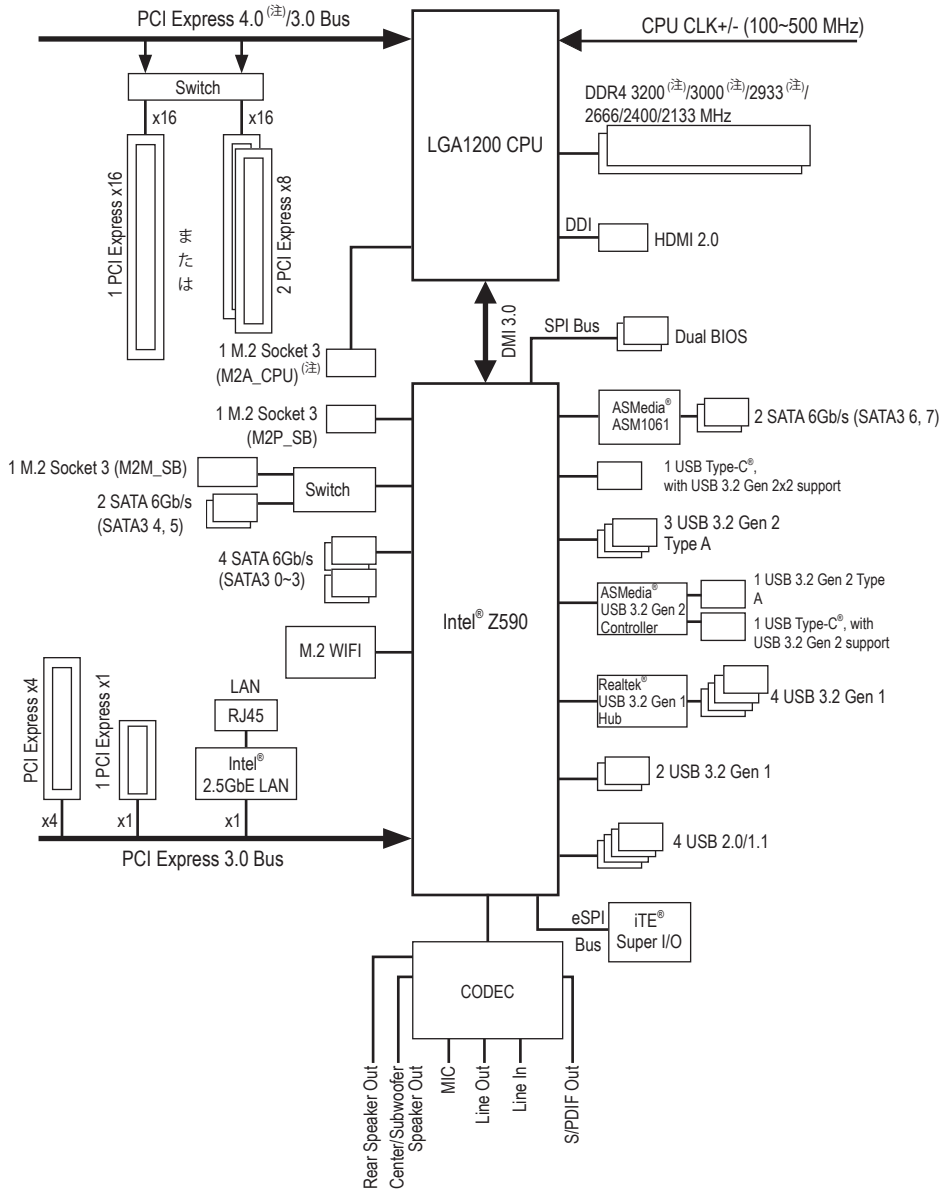 PCI Express 4.0 (注)/3.0 Bus
CPU CLK+/- (100~500 MHz)
Switch
x16
x16
1 PCI Express x16
または
2 PCI Express x8
LGA1200 CPU
DDR4 3200 (注)/3000 (注)/2933 (注)/
2666/2400/2133 MHz
DDI
HDMI 2.0
1 M.2 Socket 3
(M2A_CPU) (注)
DMI 3.0
SPI Bus
Dual BIOS
1 M.2 Socket 3
(M2P_SB)
1 M.2 Socket 3 (M2M_SB)
Switch
2 SATA 6Gb/s
(SATA3 4, 5)
4 SATA 6Gb/s
(SATA3 0~3)
M.2 WIFI
Intel® Z590
ASMedia®
ASM1061
2 SATA 6Gb/s (SATA3 6, 7)
1 USB Type-C®,
with USB 3.2 Gen 2x2 support
3 USB 3.2 Gen 2
Type A
ASMedia®
USB 3.2 Gen 2
Controller
1 USB 3.2 Gen 2 Type
A
1 USB Type-C®, with
USB 3.2 Gen 2 support
Realtek®
USB 3.2 Gen 1
Hub
4 USB 3.2 Gen 1
2 USB 3.2 Gen 1
4 USB 2.0/1.1
PCI Express x4
1 PCI Express x1
LAN
RJ45
Intel®
2.5GbE LAN
x4
x1
x1
PCI Express 3.0 Bus
eSPI
Bus
iTE®
Super I/O
CODEC
Rear Speaker Out
Center/Subwoofer
Speaker Out
MIC
Line Out
Line In
S/PDIF Out